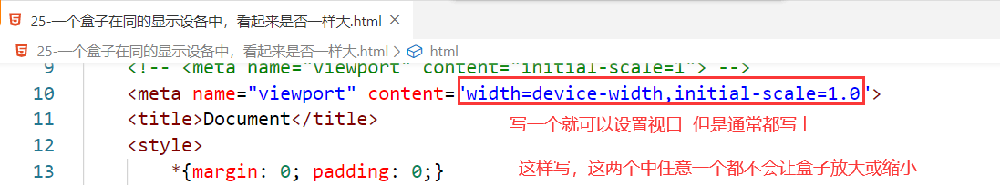 25-一个盒子在同的显示设备中，看起来是否一样大.html ×
25-一个盒子在同的显示设备中，看起来是否一样大.html > html
9 <!-- <meta name="viewport" content="initial-scale=1"> -->
10 <meta name="viewport" content="width=device-width,initial-scale=1.0">
11 <title>Document</title>
写一个就可以设置视口 但是通常都写上
12 <style>
13 *{margin: 0; padding: 0;}
这样写，这两个中任意一个都不会让盒子放大或缩小